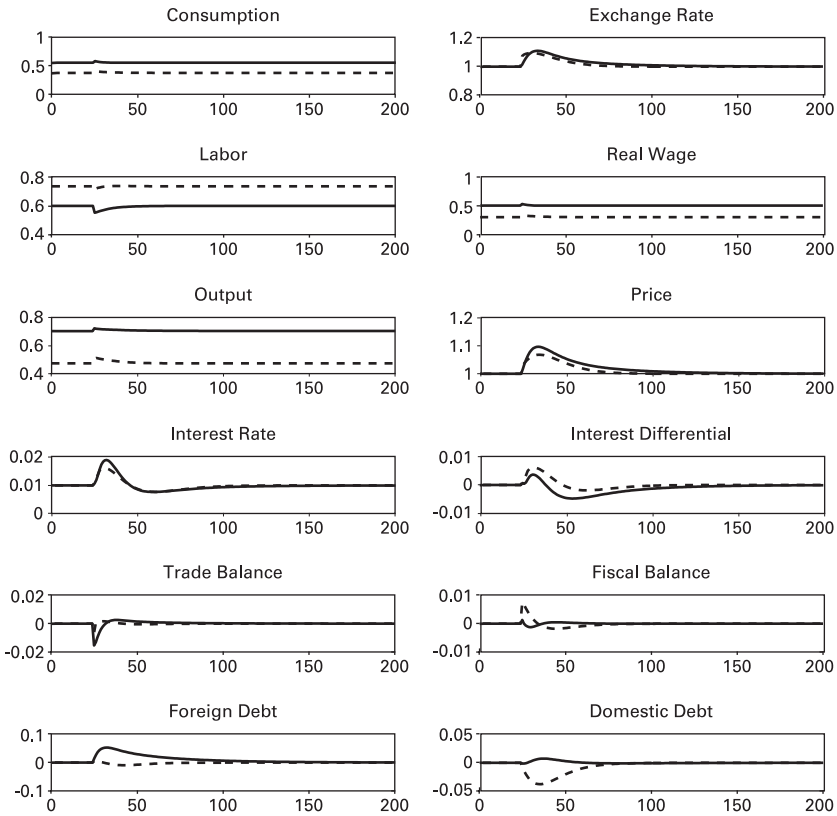 Consumption
1
0.5
0
0 50 100 150 200
Exchange Rate
1.2
1
0.8
0 50 100 150 200
Labor
0.8
0.6
0.4
0 50 100 150 200
Real Wage
1
0.5
0
0 50 100 150 200
Output
0.8
0.6
0.4
0 50 100 150 200
Price
1.2
1.1
1
0 50 100 150 200
Interest Rate
0.02
0.01
0
0 50 100 150 200
Interest Differential
0.01
0
-0.01
0 50 100 150 200
Trade Balance
0.02
0
-0.02
0 50 100 150 200
Fiscal Balance
0.01
0
-0.01
0 50 100 150 200
Foreign Debt
0.1
0
-0.1
0 50 100 150 200
Domestic Debt
0.05
0
-0.05
0 50 100 150 200